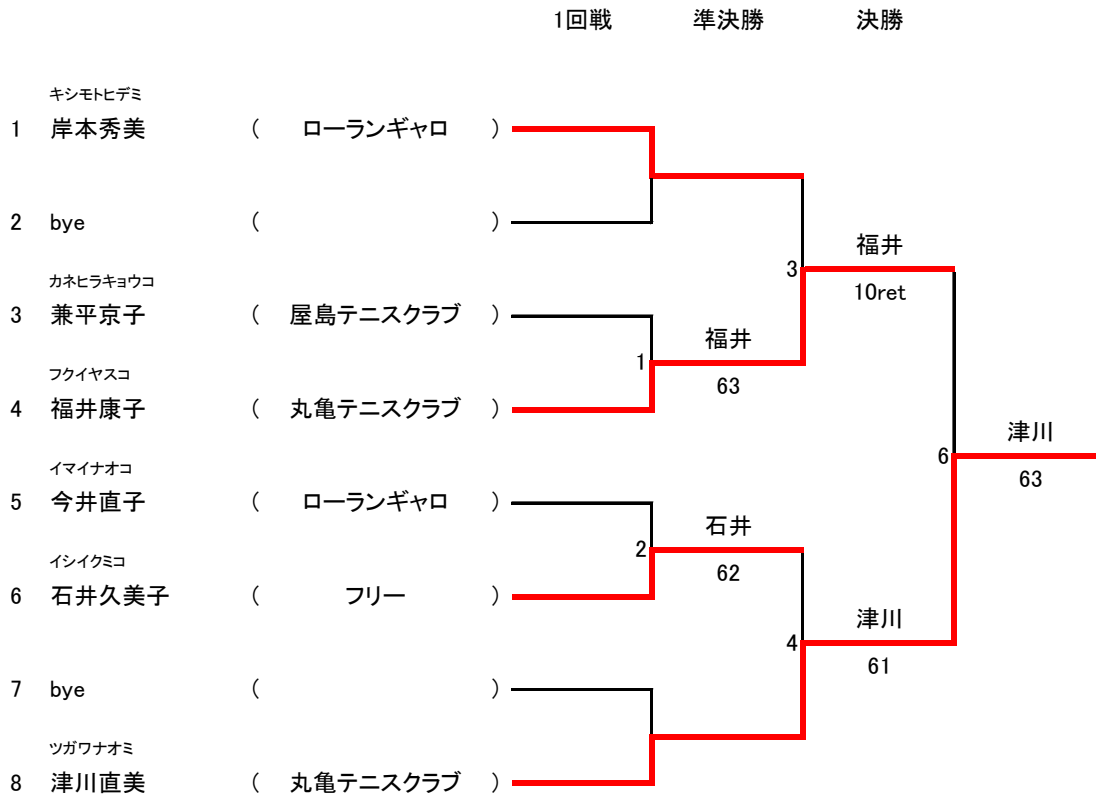 1回戦 準決勝 決勝
キシモトヒデミ
1 岸本秀美 ( ローランギャロ )
2 bye ( )
福井
3
10ret
カネヒラキョウコ
3 兼平京子 ( 屋島テニスクラブ )
福井
1
63
フクイヤスコ
4 福井康子 ( 丸亀テニスクラブ )
津川
6
63
イマイナオコ
5 今井直子 ( ローランギャロ )
石井
2
62
イシイクミコ
6 石井久美子 ( フリー )
津川
4
61
7 bye ( )
ツガワナオミ
8 津川直美 ( 丸亀テニスクラブ )